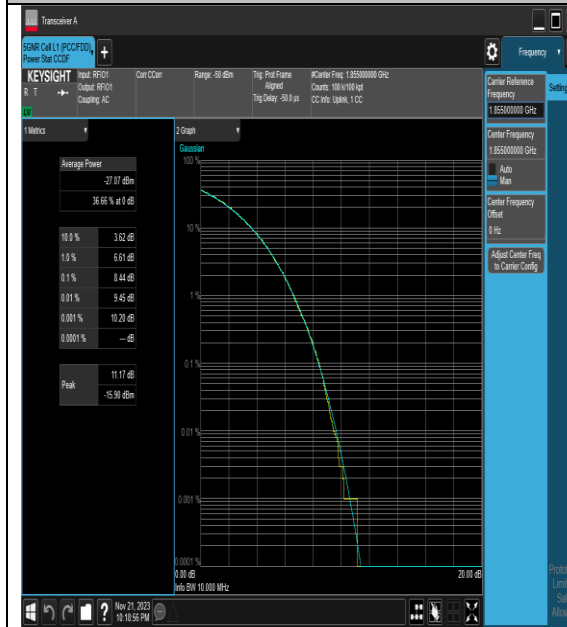 Transceiver A
5GNR Cell L1 (PCC/FDD),
Power Stat CCDF
Frequency
KEYSIGHT
R T
Input: RFIO1
Output: RFIO1
Coupling: AC
Corr CCorr
Range: -50 dBm
Trig: Prot Frame
Aligned
Trig Delay: -50.0 µs
#Center Freq: 1.855000000 GHz
Counts: 100 k/100 kpt
CC Info: Uplink, 1 CC
1 Metrics
Average Power
-27.07 dBm
36.66 % at 0 dB
10.0 % 3.62 dB
1.0 % 6.61 dB
0.1 % 8.44 dB
0.01 % 9.45 dB
0.001 % 10.20 dB
0.0001 % --- dB
Peak
11.17 dB
-15.90 dBm
2 Graph
Gaussian
100 %
10 %
1 %
0.1 %
0.01 %
0.001 %
0.0001 %
0.00 dB
20.00 dB
Info BW 10.000 MHz
Carrier Reference
Frequency
1.855000000 GHz
Center Frequency
1.855000000 GHz
Auto
Man
Center Frequency
Offset
0 Hz
Adjust Center Freq
to Carrier Config
Nov 21, 2023
10:18:56 PM